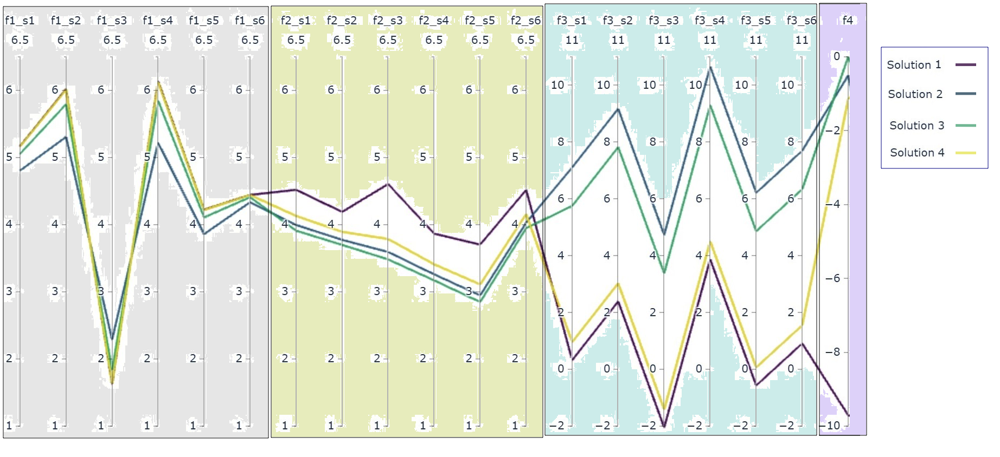 f1_s1 f1_s2 f1_s3 f1_s4 f1_s5 f1_s6 f2_s1 f2_s2 f2_s3 f2_s4 f2_s5 f2_s6 f3_s1 f3_s2 f3_s3 f3_s4 f3_s5 f3_s6 f4
6.5 6.5 6.5 6.5 6.5 6.5 6.5 6.5 6.5 6.5 6.5 6.5 11 11 11 11 11 11
0
6 6 6 6 6 6 6 6 6 6 6 6 10 10 10 10 10 10
−2
5 5 5 5 5 5 5 5 5 5 5 5 8 8 8 8 8 8
6 6 6 6 6 6
−4
4 4 4 4 4 4 4 4 4 4 4 4
4 4 4 4 4 4
−6
3 3 3 3 3 3 3 3 3 3 3 3
2 2 2 2 2 2
−8
2 2 2 2 2 2 2 2 2 2 2 2
0 0 0 0 0 0
1 1 1 1 1 1 1 1 1 1 1 1 −2 −2 −2 −2 −2 −2 −10
Solution 1
Solution 2
Solution 3
Solution 4